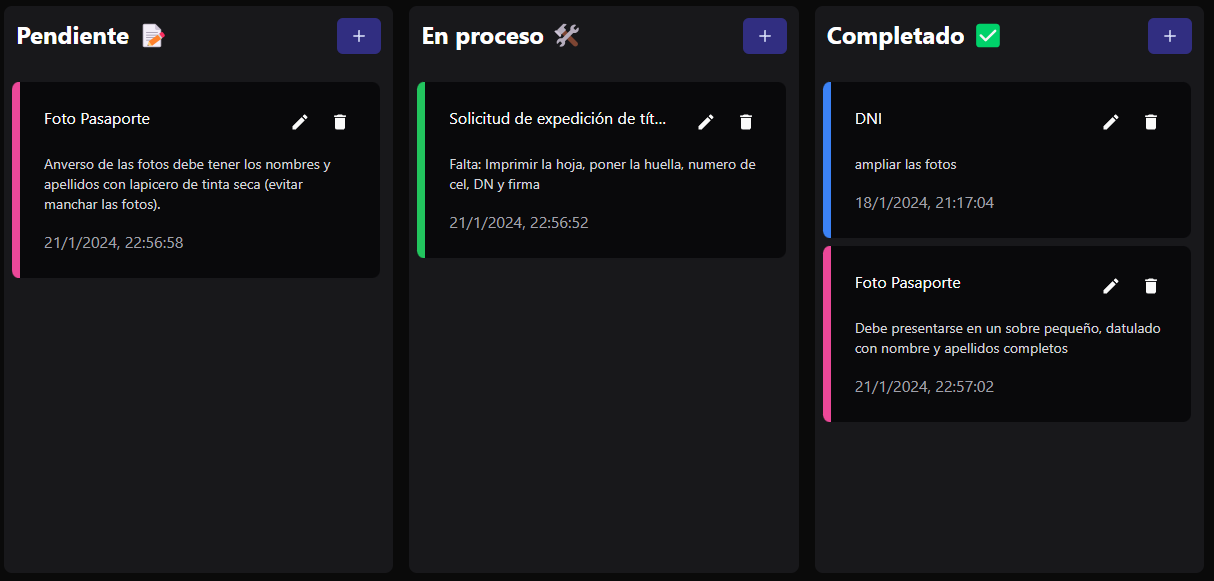 Pendiente 📝
+
Foto Pasaporte
Anverso de las fotos debe tener los nombres y
apellidos con lapicero de tinta seca (evitar
manchar las fotos).
21/1/2024, 22:56:58
En proceso 🛠️
+
Solicitud de expedición de tít...
Falta: Imprimir la hoja, poner la huella, numero de
cel, DN y firma
21/1/2024, 22:56:52
Completado ✅
+
DNI
ampliar las fotos
18/1/2024, 21:17:04
Foto Pasaporte
Debe presentarse en un sobre pequeño, datulado
con nombre y apellidos completos
21/1/2024, 22:57:02